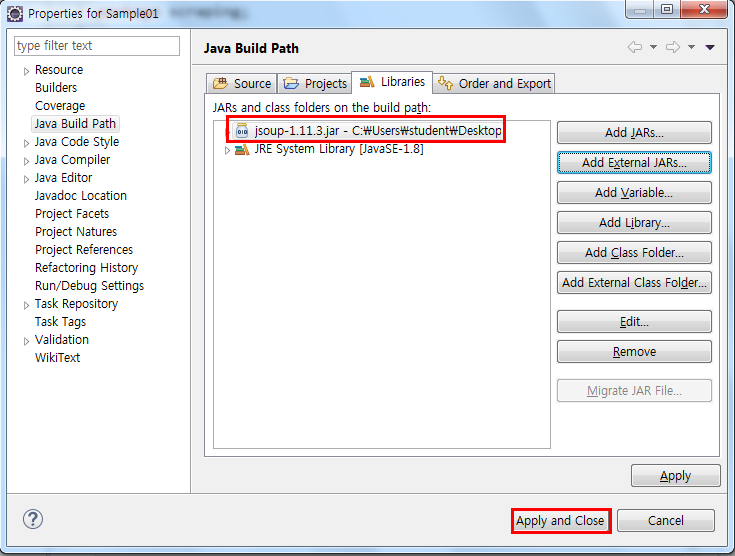 scraping;
Properties for Sample01
type filter text
Resource
Builders
Coverage
Java Build Path
Java Code Style
Java Compiler
Java Editor
Javadoc Location
Project Facets
Project Natures
Project References
Refactoring History
Run/Debug Settings
Task Repository
Task Tags
Validation
WikiText
Java Build Path
Source
Projects
Libraries
Order and Export
JARs and class folders on the build path:
jsoup-1.11.3.jar - C:₩Users₩student₩Desktop
JRE System Library [JavaSE-1.8]
Add JARs...
Add External JARs...
Add Variable...
Add Library...
Add Class Folder...
Add External Class Folder...
Edit...
Remove
Migrate JAR File...
Apply
Apply and Close
Cancel